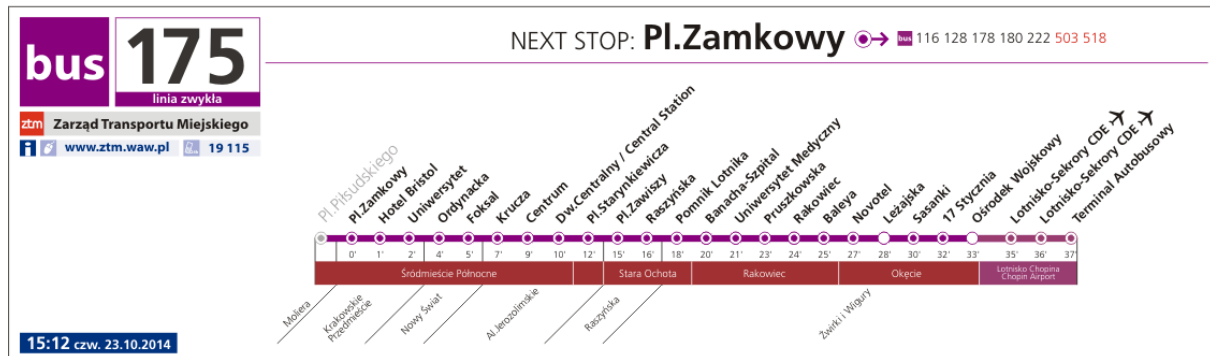 bus
175
linia zwykła
ztm Zarząd Transportu Miejskiego
i www.ztm.waw.pl 19 115
NEXT STOP: Pl.Zamkowy bus 116 128 178 180 222 503 518
Pl.Piłsudskiego
Pl.Zamkowy
Hotel Bristol
Uniwersytet
Ordynacka
Foksal
Krucza
Centrum
Dw.Centralny / Central Station
Pl.Starynkiewicza
Pl.Zawiszy
Raszyńska
Pomnik Lotnika
Banacha-Szpital
Uniwersytet Medyczny
Pruszkowska
Rakowiec
Baleya
Novotel
Leżajska
Sasanki
17 Stycznia
Ośrodek Wojskowy
Lotnisko-Sekrory CDE
Lotnisko-Sekrory CDE
Terminal Autobusowy
0' 1' 2' 4' 5' 7' 9' 10' 12' 15' 16' 18' 20' 21' 23' 24' 25' 27' 28' 30' 32' 33' 35' 36' 37'
Śródmieście Północne
Stara Ochota
Rakowiec
Okęcie
Lotnisko Chopina
Chopin Airport
Moliera
Krakowskie
Przedmieście
Nowy Świat
Al.Jerozolimskie
Raszyńska
Żwirki i Wigury
15:12 czw. 23.10.2014